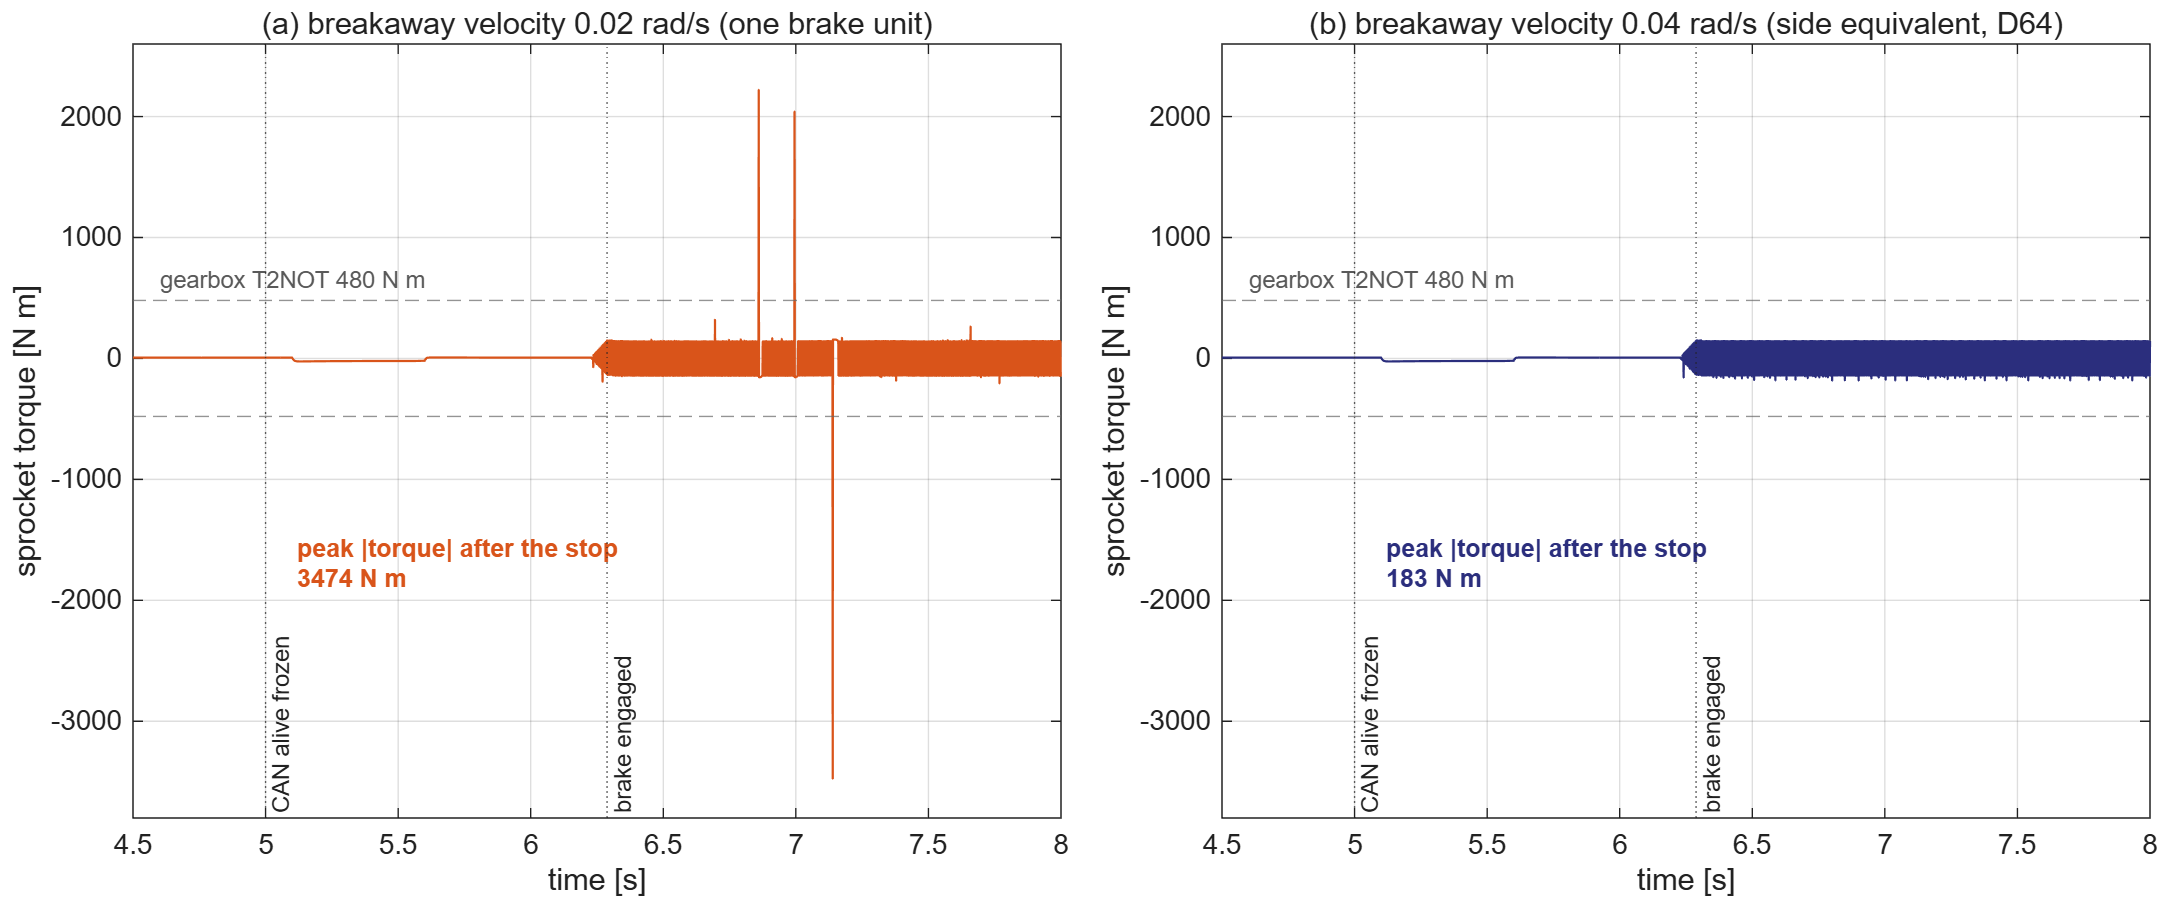 (a) breakaway velocity 0.02 rad/s (one brake unit)
sprocket torque [N m]
2000
1000
0
-1000
-2000
-3000
gearbox T2NOT 480 N m
peak |torque| after the stop
3474 N m
CAN alive frozen
brake engaged
4.5
5
5.5
6
6.5
7
7.5
8
time [s]
(b) breakaway velocity 0.04 rad/s (side equivalent, D64)
sprocket torque [N m]
2000
1000
0
-1000
-2000
-3000
gearbox T2NOT 480 N m
peak |torque| after the stop
183 N m
CAN alive frozen
brake engaged
4.5
5
5.5
6
6.5
7
7.5
8
time [s]